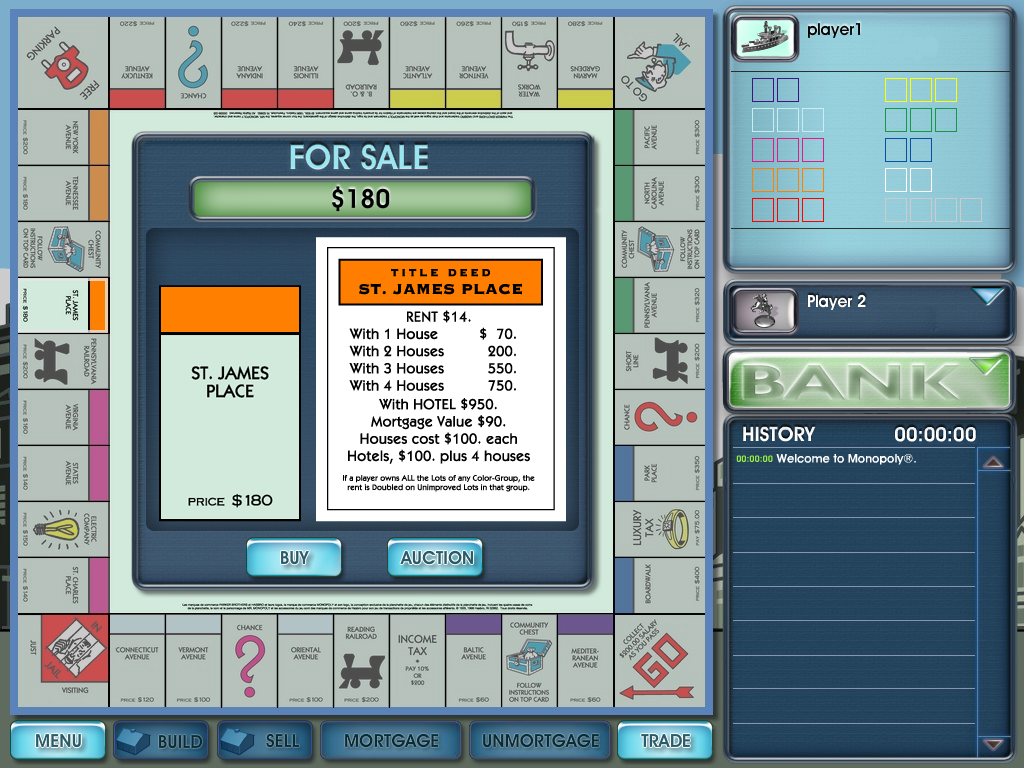 FREE
PARKING
KENTUCKY
AVENUE
PRICE $220
CHANCE
INDIANA
AVENUE
PRICE $220
ILLINOIS
AVENUE
PRICE $240
B. & O.
RAILROAD
PRICE $200
ATLANTIC
AVENUE
PRICE $260
VENTNOR
AVENUE
PRICE $260
WATER
WORKS
PRICE $150
MARVIN
GARDENS
PRICE $280
GO TO
JAIL
player1
Player 2
BANK
HISTORY 00:00:00
00:00:00 Welcome to Monopoly®.
FOR SALE
$180
ST. JAMES
PLACE
PRICE $180
TITLE DEED
ST. JAMES PLACE
RENT $14.
With 1 House $ 70.
With 2 Houses 200.
With 3 Houses 550.
With 4 Houses 750.
With HOTEL $950.
Mortgage Value $90.
Houses cost $100. each
Hotels, $100. plus 4 houses
If a player owns ALL the Lots of any Color-Group, the
rent is Doubled on Unimproved Lots in that group.
BUY
AUCTION
NEW YORK
AVENUE
PRICE $200
TENNESSEE
AVENUE
PRICE $180
COMMUNITY
CHEST
FOLLOW
INSTRUCTIONS
ON TOP CARD
ST. JAMES
PLACE
PRICE $180
PENNSYLVANIA
RAILROAD
PRICE $200
VIRGINIA
AVENUE
PRICE $160
STATES
AVENUE
PRICE $140
ELECTRIC
COMPANY
PRICE $150
ST. CHARLES
PLACE
PRICE $140
PACIFIC
AVENUE
PRICE $300
NORTH
CAROLINA
AVENUE
PRICE $300
COMMUNITY
CHEST
FOLLOW
INSTRUCTIONS
ON TOP CARD
PENNSYLVANIA
AVENUE
PRICE $320
SHORT
LINE
PRICE $200
CHANCE
PARK
PLACE
PRICE $350
LUXURY
TAX
PAY $75.00
BOARDWALK
PRICE $400
IN
JAIL
JUST
VISITING
CONNECTICUT
AVENUE
PRICE $120
VERMONT
AVENUE
PRICE $100
CHANCE
ORIENTAL
AVENUE
PRICE $100
READING
RAILROAD
PRICE $200
INCOME
TAX
PAY 10%
OR
$200
BALTIC
AVENUE
PRICE $60
COMMUNITY
CHEST
FOLLOW
INSTRUCTIONS
ON TOP CARD
MEDITER-
RANEAN
AVENUE
PRICE $60
COLLECT
$200.00 SALARY
AS YOU PASS
GO
MENU
BUILD
SELL
MORTGAGE
UNMORTGAGE
TRADE